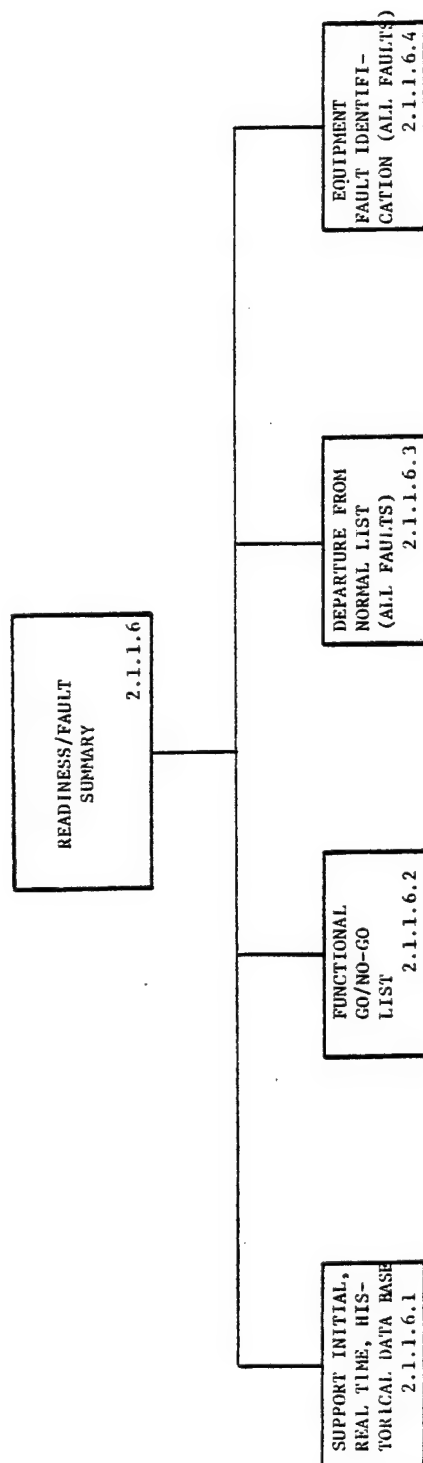 READINESS/FAULT
SUMMARY
2.1.1.6
SUPPORT INITIAL,
REAL TIME, HIS-
TORICAL DATA BASE
2.1.1.6.1
FUNCTIONAL
GO/NO-GO
LIST
2.1.1.6.2
DEPARTURE FROM
NORMAL LIST
(ALL FAULTS)
2.1.1.6.3
EQUIPMENT
FAULT IDENTIFI-
CATION (ALL FAULTS)
2.1.1.6.4